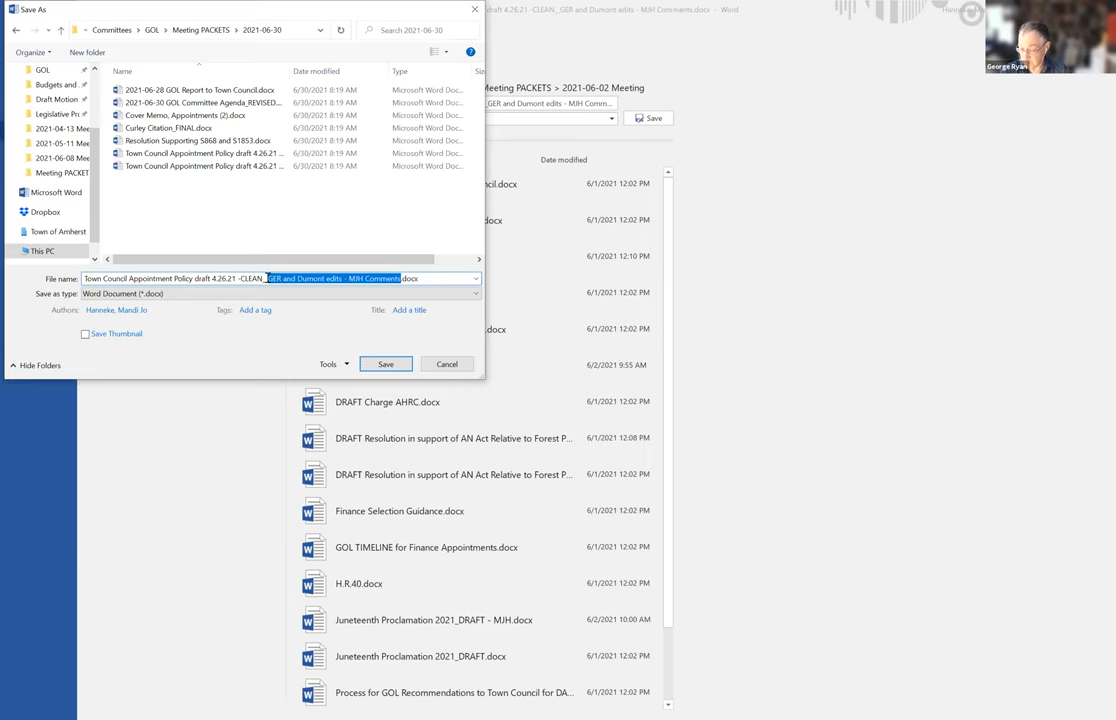 Save As
draft 4.26.21 -CLEAN_GER and Dumont edits - MJH Comments.docx - Word
George Ryan
Committees > GOL > Meeting PACKETS > 2021-06-30
Search 2021-06-30
Organize
New folder
Name
Date modified
Type
GOL
Budgets and
Draft Motion
Legislative Pr
2021-04-13 Mee
2021-05-11 Mee
2021-06-08 Mee
Meeting PACKET
Microsoft Word
Dropbox
Town of Amherst
This PC
2021-06-28 GOL Report to Town Council.docx 6/30/2021 8:19 AM Microsoft Word Doc...
2021-06-30 GOL Committee Agenda_REVISED... 6/30/2021 8:19 AM Microsoft Word Doc...
Cover Memo, Appointments (2).docx 6/30/2021 8:19 AM Microsoft Word Doc...
Curley Citation_FINAL.docx 6/30/2021 8:19 AM Microsoft Word Doc...
Resolution Supporting S868 and S1853.docx 6/30/2021 8:19 AM Microsoft Word Doc...
Town Council Appointment Policy draft 4.26.21 ... 6/30/2021 8:19 AM Microsoft Word Doc...
Town Council Appointment Policy draft 4.26.21 ... 6/30/2021 8:19 AM Microsoft Word Doc...
File name: Town Council Appointment Policy draft 4.26.21 -CLEAN_GER and Dumont edits - MJH Comments.docx
Save as type: Word Document (*.docx)
Authors: Hanneke, Mandi Jo
Tags: Add a tag
Title: Add a title
Save Thumbnail
Hide Folders
Tools
Save
Cancel
Meeting PACKETS > 2021-06-02 Meeting
_GER and Dumont edits - MJH Comm...
Save
Date modified
cil.docx 6/1/2021 12:02 PM
s.docx 6/1/2021 12:02 PM
6/1/2021 12:10 PM
6/1/2021 12:02 PM
s.docx 6/1/2021 12:02 PM
6/2/2021 9:55 AM
DRAFT Charge AHRC.docx 6/1/2021 12:02 PM
DRAFT Resolution in support of AN Act Relative to Forest P... 6/1/2021 12:08 PM
DRAFT Resolution in support of AN Act Relative to Forest P... 6/1/2021 12:02 PM
Finance Selection Guidance.docx 6/1/2021 12:02 PM
GOL TIMELINE for Finance Appointments.docx 6/1/2021 12:02 PM
H.R.40.docx 6/1/2021 12:02 PM
Juneteenth Proclamation 2021_DRAFT - MJH.docx 6/2/2021 10:00 AM
Juneteenth Proclamation 2021_DRAFT.docx 6/1/2021 12:02 PM
Process for GOL Recommendations to Town Council for DA... 6/1/2021 12:02 PM